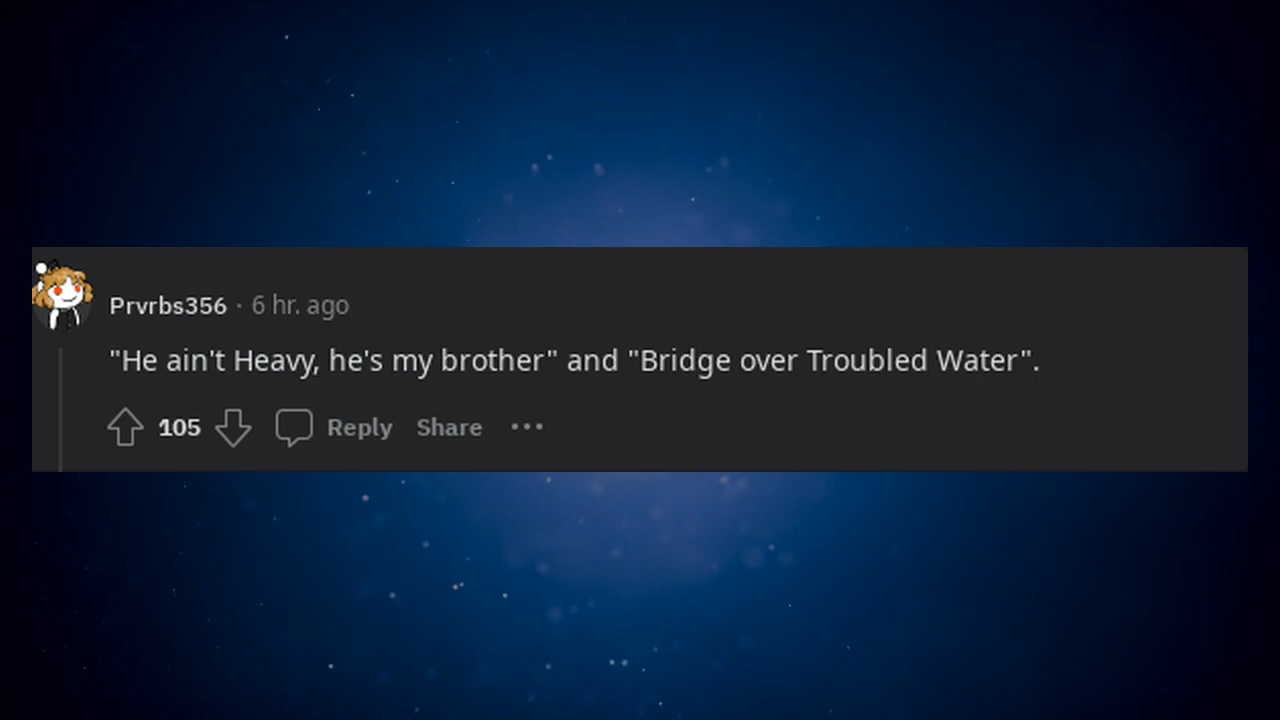 Prvrbs356 · 6 hr. ago
"He ain't Heavy, he's my brother" and "Bridge over Troubled Water".
105 Reply Share •••